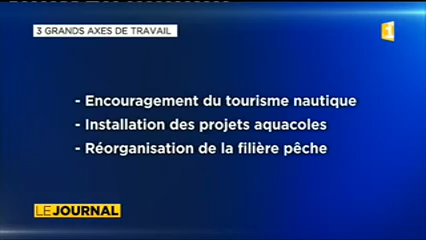 3 GRANDS AXES DE TRAVAIL
1
- Encouragement du tourisme nautique
- Installation des projets aquacoles
- Réorganisation de la filière pêche
LE JOURNAL